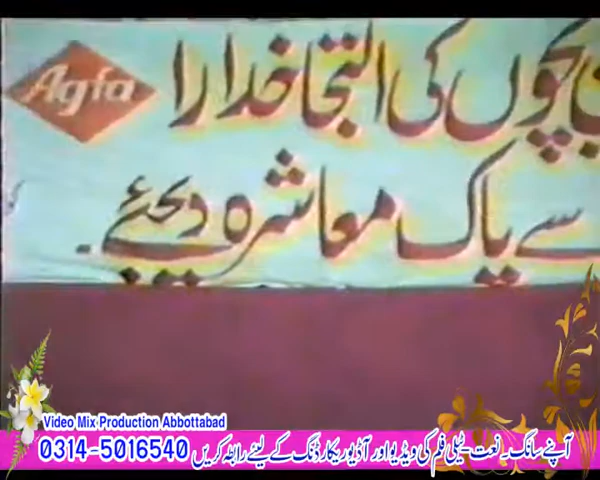 Agfa
بچوں کی التجا خدارا
سے پاک معاشرہ دیجئے۔
Video Mix Production Abbottabad
آپنے سانگ۔نعت-ٹیلی فلم کی ویڈیو اور آڈیو ریکارڈنگ کے لیئے رابطہ کریں 0314-5016540